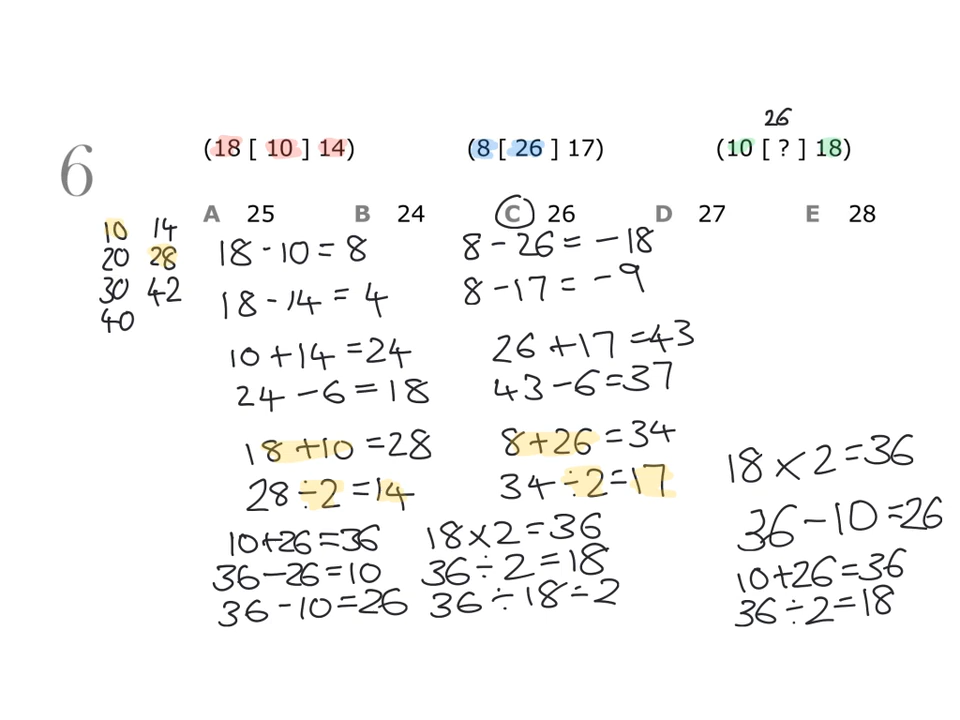 26
6 (18 [ 10 ] 14) (8 [ 26 ] 17) (10 [ ? ] 18)
A 25 B 24 C 26 D 27 E 28
10 14
20 28
30 42
40
18 - 10 = 8
18 - 14 = 4
10 + 14 = 24
24 - 6 = 18
18 + 10 = 28
28 ÷ 2 = 14
10 + 26 = 36
36 - 26 = 10
36 - 10 = 26
8 - 26 = - 18
8 - 17 = - 9
26 + 17 = 43
43 - 6 = 37
8 + 26 = 34
34 ÷ 2 = 17
18 x 2 = 36
36 ÷ 2 = 18
36 ÷ 18 = 2
18 x 2 = 36
36 - 10 = 26
10 + 26 = 36
36 ÷ 2 = 18